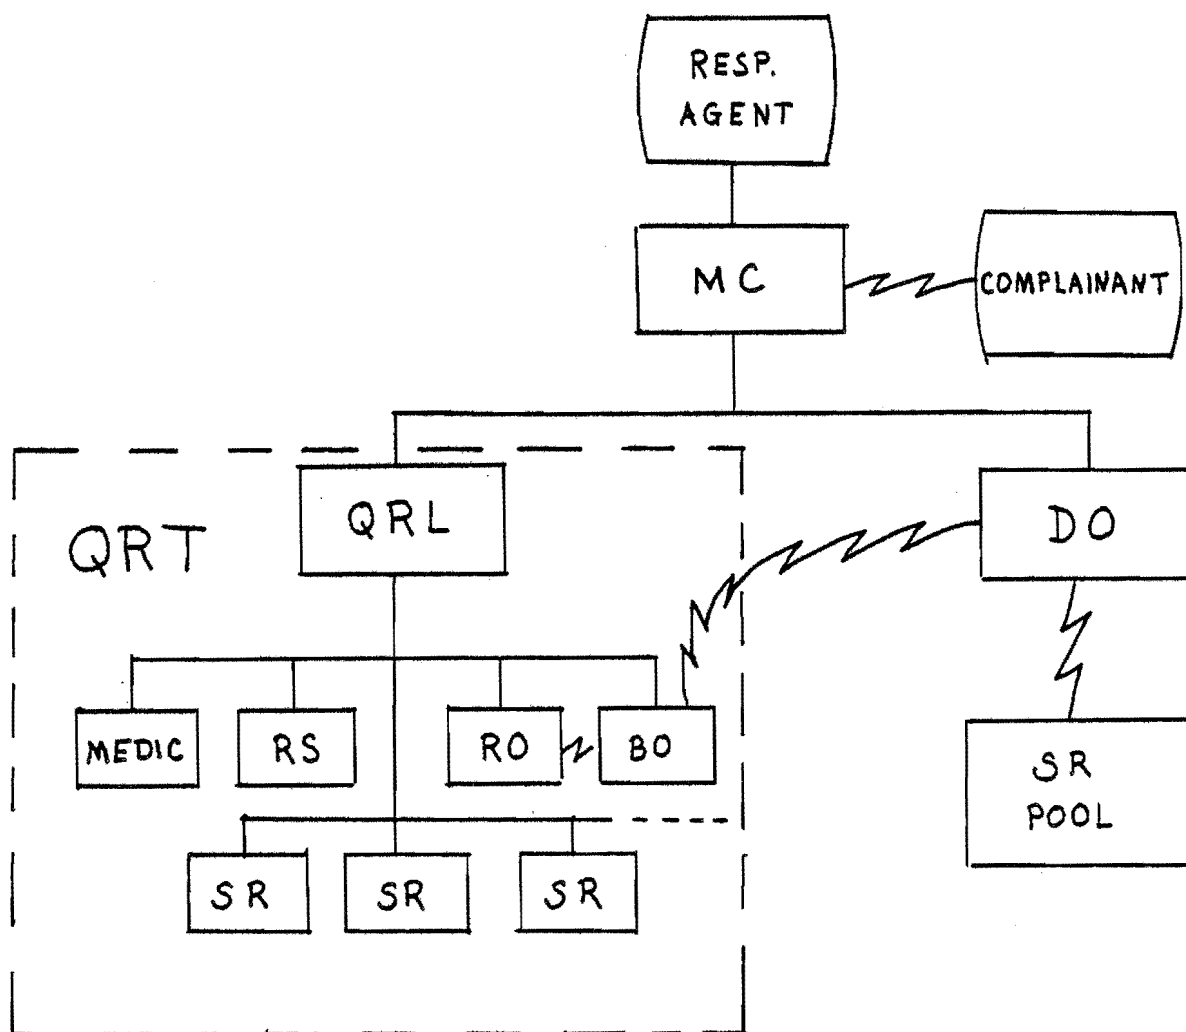 RESP.
AGENT
MC
COMPLAINANT
QRT
QRL
DO
MEDIC
RS
RO
BO
SR
POOL
SR
SR
SR